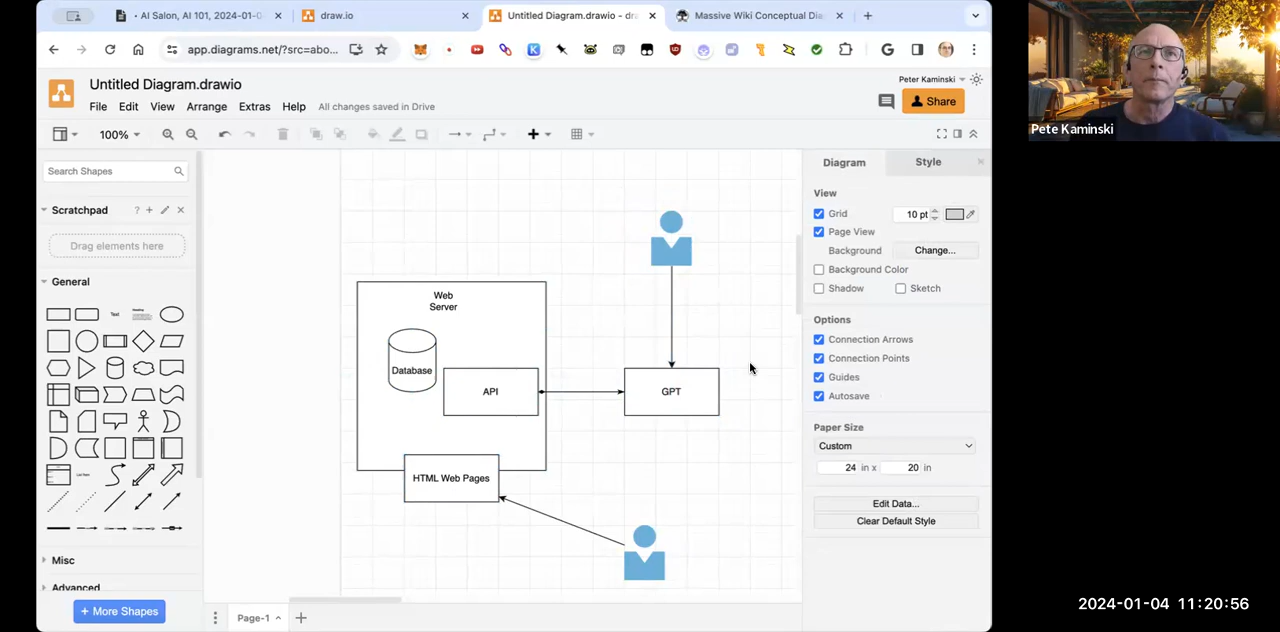 • AI Salon, AI 101, 2024-01-0
draw.io
Untitled Diagram.drawio - dra
Massive Wiki Conceptual Dia
app.diagrams.net/?src=abo...
Untitled Diagram.drawio
File Edit View Arrange Extras Help All changes saved in Drive
Peter Kaminski
Share
100%
Search Shapes
Scratchpad
Drag elements here
General
Text
Heading
List Item
Misc
Advanced
+ More Shapes
Web
Server
Database
API
GPT
HTML Web Pages
Page-1
Diagram Style
View
Grid 10 pt
Page View
Background Change...
Background Color
Shadow Sketch
Options
Connection Arrows
Connection Points
Guides
Autosave
Paper Size
Custom
24 in x 20 in
Edit Data...
Clear Default Style
Pete Kaminski
2024-01-04 11:20:56